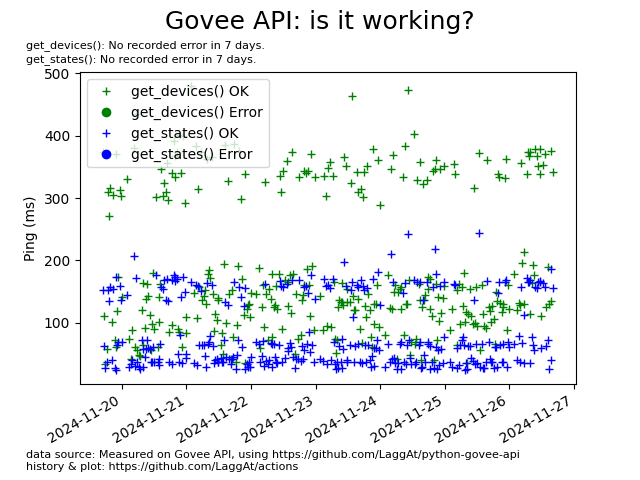 Govee API: is it working?
get_devices(): No recorded error in 7 days.
get_states(): No recorded error in 7 days.
get_devices() OK
get_devices() Error
get_states() OK
get_states() Error
Ping (ms)
500
400
300
200
100
2024-11-20
2024-11-21
2024-11-22
2024-11-23
2024-11-24
2024-11-25
2024-11-26
2024-11-27
data source: Measured on Govee API, using https://github.com/LaggAt/python-govee-api
history & plot: https://github.com/LaggAt/actions